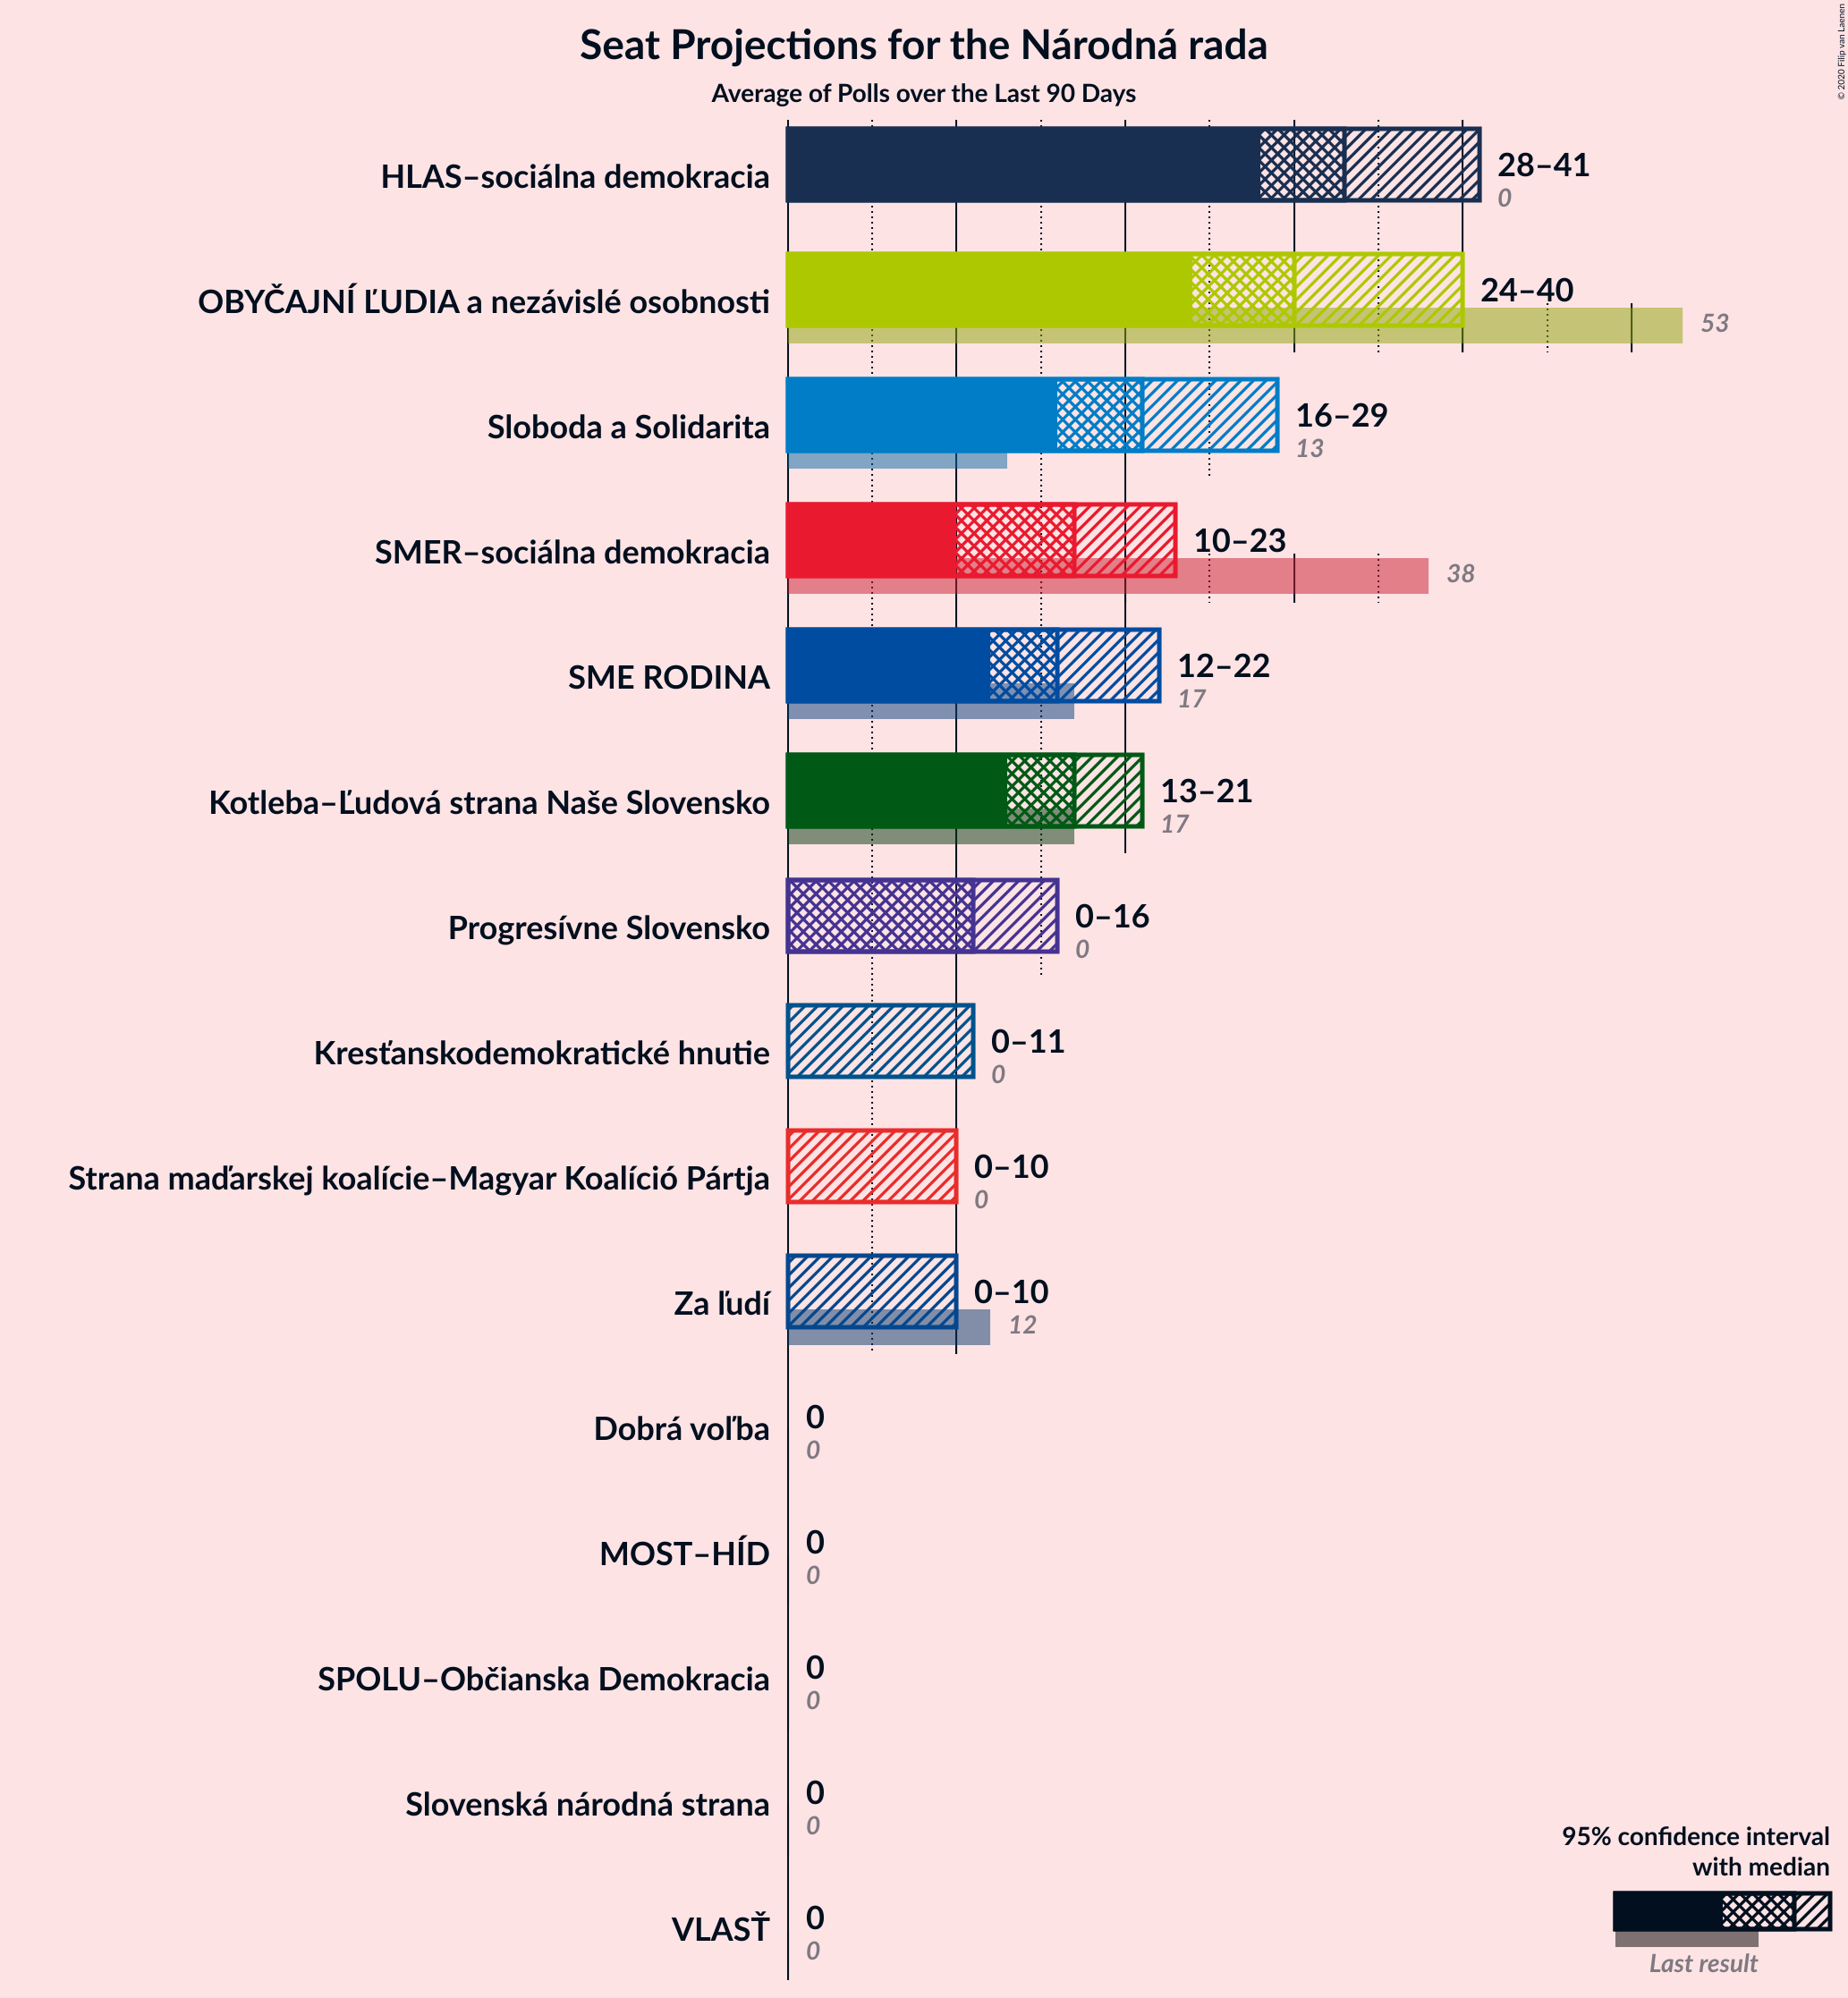 Seat Projections for the Národná rada
Average of Polls over the Last 90 Days
© 2020 Filip van Laenen
HLAS–sociálna demokracia
28–41
0
OBYČAJNÍ ĽUDIA a nezávislé osobnosti
24–40
53
Sloboda a Solidarita
16–29
13
SMER–sociálna demokracia
10–23
38
SME RODINA
12–22
17
Kotleba–Ľudová strana Naše Slovensko
13–21
17
Progresívne Slovensko
0–16
0
Kresťanskodemokratické hnutie
0–11
0
Strana maďarskej koalície–Magyar Koalíció Pártja
0–10
0
Za ľudí
0–10
12
Dobrá voľba
0
0
MOST–HÍD
0
0
SPOLU–Občianska Demokracia
0
0
Slovenská národná strana
0
0
VLASŤ
0
0
95% confidence interval
with median
Last result